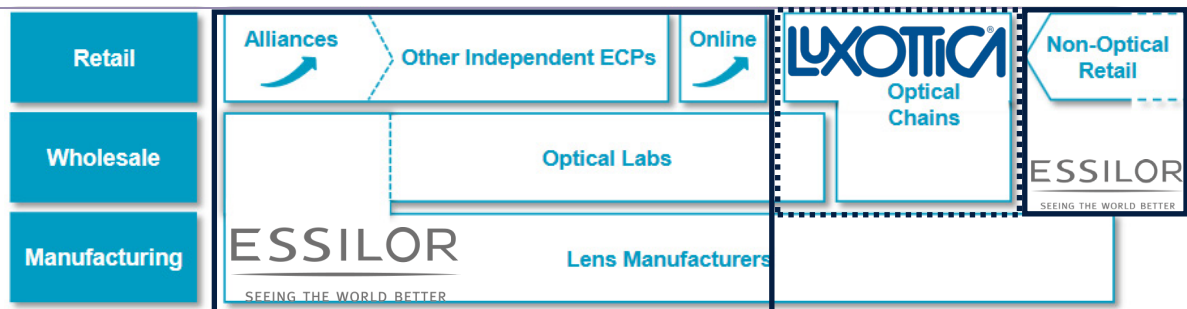 Retail
Alliances
Other Independent ECPs
Online
LUXOTTICA®
Optical
Chains
Non-Optical
Retail
Wholesale
Optical Labs
ESSILOR
SEEING THE WORLD BETTER
Manufacturing
ESSILOR
SEEING THE WORLD BETTER
Lens Manufacturers